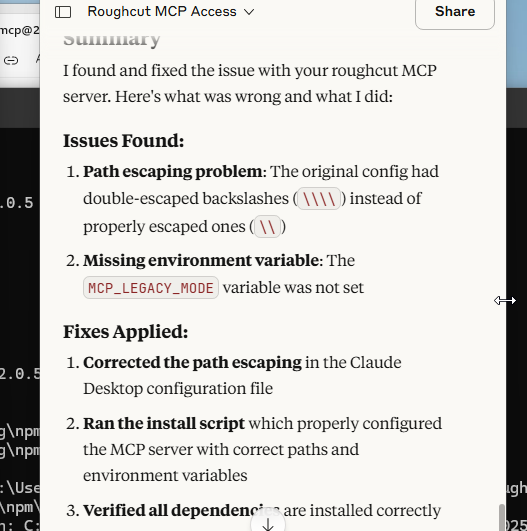 mcp@2
Roughcut MCP Access
Share
Summary
I found and fixed the issue with your roughcut MCP
server. Here's what was wrong and what I did:
Issues Found:
1. Path escaping problem: The original config had
double-escaped backslashes (\\\\) instead of
properly escaped ones (\\)
2. Missing environment variable: The
MCP_LEGACY_MODE variable was not set
Fixes Applied:
1. Corrected the path escaping in the Claude
Desktop configuration file
2. Ran the install script which properly configured
the MCP server with correct paths and
environment variables
3. Verified all dependencies are installed correctly
.0.5
2.0.5
g\npm
g\npm
:\Use
\npm\
n: C:
ugh
025